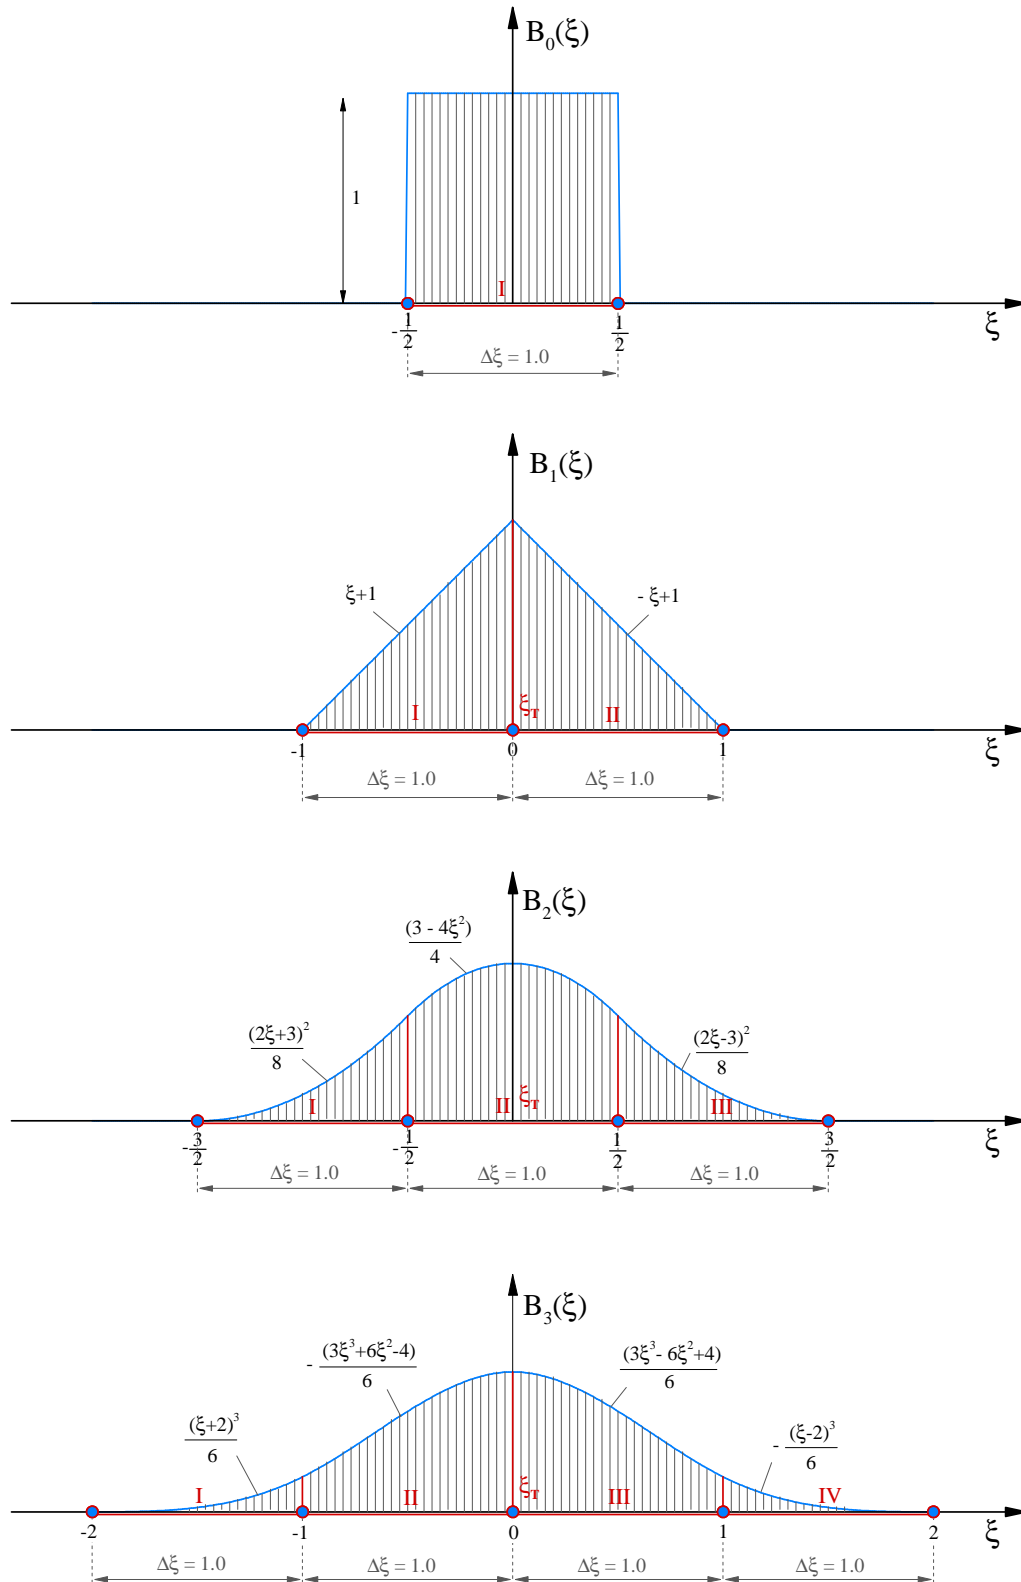 B₀(ξ)
1
I
-1/2
1/2
ξ
Δξ = 1.0
B₁(ξ)
ξ+1
- ξ+1
I
ξ_T
II
-1
0
1
ξ
Δξ = 1.0
Δξ = 1.0
B₂(ξ)
(3 - 4ξ²)/4
(2ξ+3)²/8
(2ξ-3)²/8
I
II
ξ_T
III
-3/2
-1/2
1/2
3/2
ξ
Δξ = 1.0
Δξ = 1.0
Δξ = 1.0
B₃(ξ)
- (3ξ³+6ξ²-4)/6
(3ξ³- 6ξ²+4)/6
(ξ+2)³/6
- (ξ-2)³/6
I
II
ξ_T
III
IV
-2
-1
0
1
2
ξ
Δξ = 1.0
Δξ = 1.0
Δξ = 1.0
Δξ = 1.0